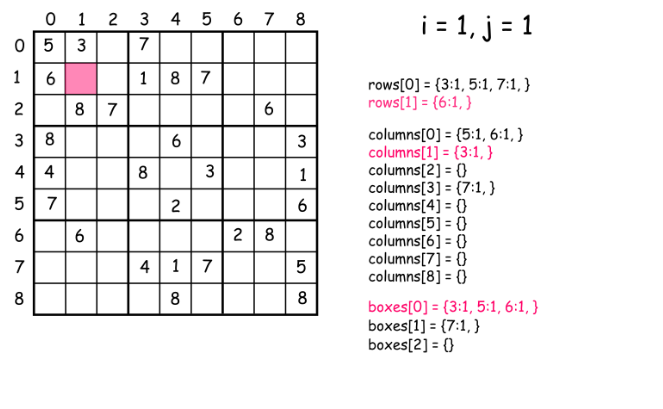 i = 1, j = 1
0 1 2 3 4 5 6 7 8
0 5 3 7
1 6 1 8 7
2 8 7 6
3 8 6 3
4 4 8 3 1
5 7 2 6
6 6 2 8
7 4 1 7 5
8 8 8
rows[0] = {3:1, 5:1, 7:1, }
rows[1] = {6:1, }
columns[0] = {5:1, 6:1, }
columns[1] = {3:1, }
columns[2] = {}
columns[3] = {7:1, }
columns[4] = {}
columns[5] = {}
columns[6] = {}
columns[7] = {}
columns[8] = {}
boxes[0] = {3:1, 5:1, 6:1, }
boxes[1] = {7:1, }
boxes[2] = {}